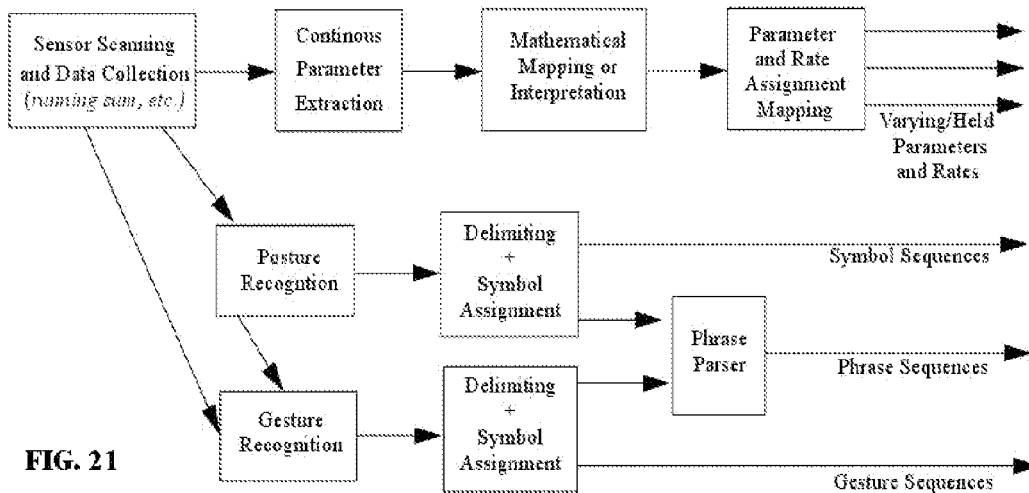 Sensor Scanning
and Data Collection
(running sum, etc.)
Continous
Parameter
Extraction
Mathematical
Mapping or
Interpretation
Parameter
and Rate
Assignment
Mapping
Varying/Held
Parameters
and Rates
Posture
Recogntion
Delimiting
+
Symbol
Assignment
Symbol Sequences
Phrase
Parser
Phrase Sequences
Gesture
Recognition
Delimiting
+
Symbol
Assignment
Gesture Sequences
FIG. 21